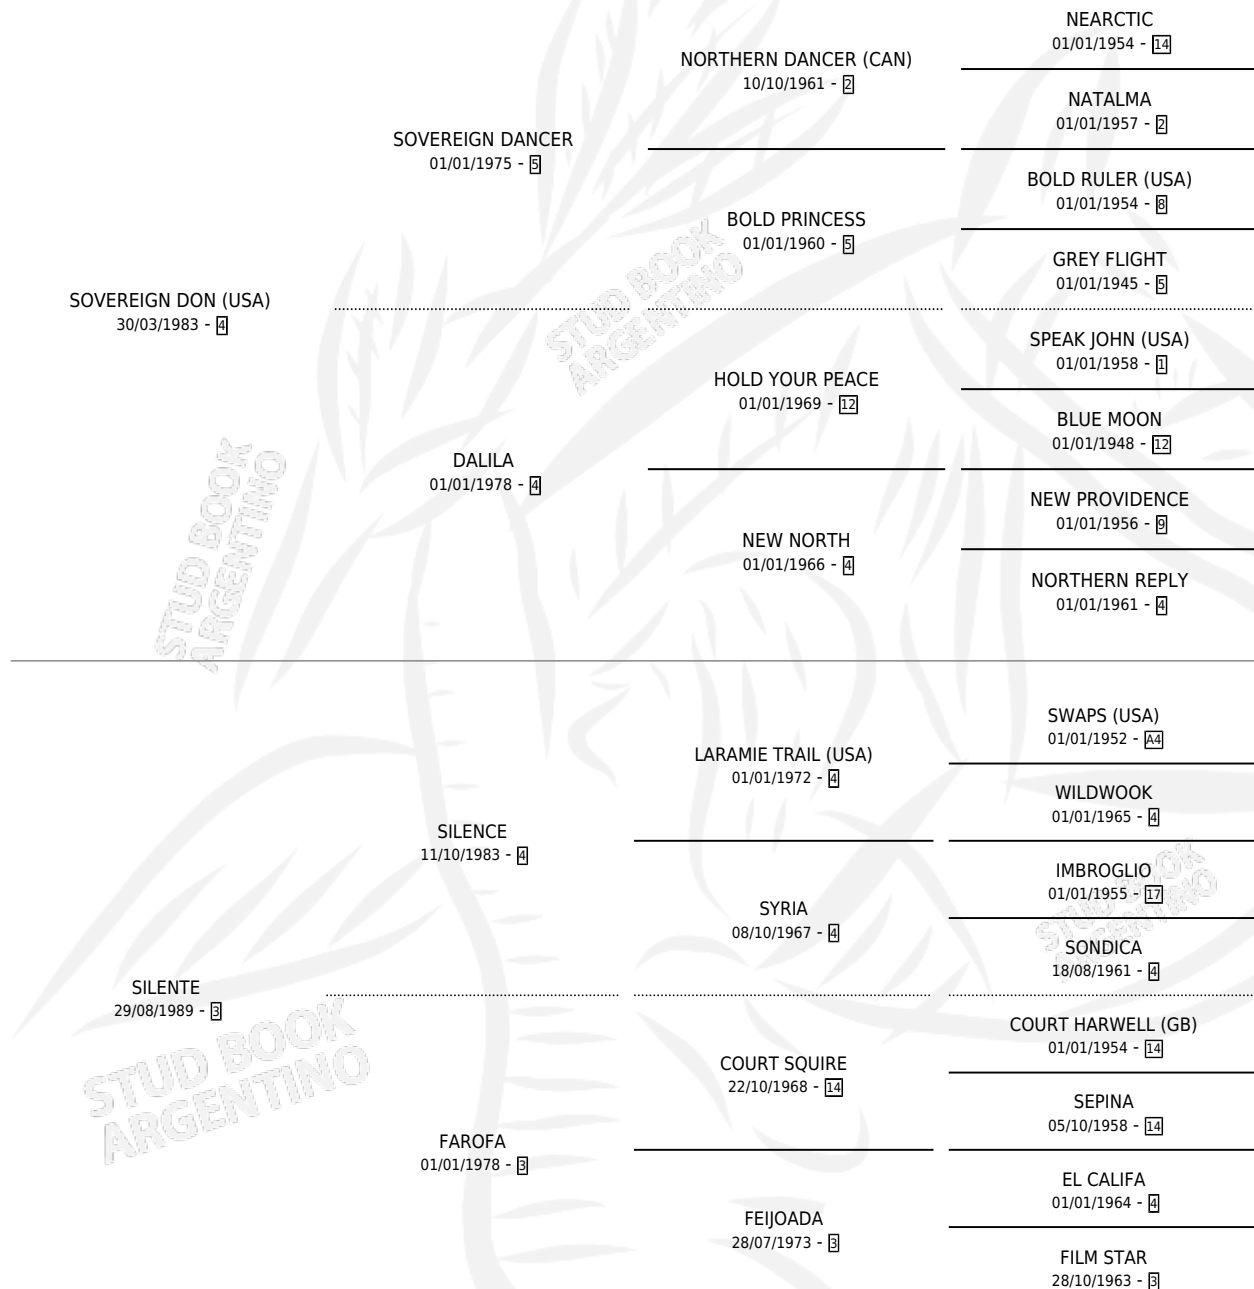 NEARCTIC
01/01/1954 - 14
NORTHERN DANCER (CAN)
10/10/1961 - 2
NATALMA
01/01/1957 - 2
SOVEREIGN DANCER
01/01/1975 - 5
BOLD RULER (USA)
01/01/1954 - 8
BOLD PRINCESS
01/01/1960 - 5
GREY FLIGHT
01/01/1945 - 5
SOVEREIGN DON (USA)
30/03/1983 - 4
SPEAK JOHN (USA)
01/01/1958 - 1
HOLD YOUR PEACE
01/01/1969 - 12
BLUE MOON
01/01/1948 - 12
DALILA
01/01/1978 - 4
NEW PROVIDENCE
01/01/1956 - 9
NEW NORTH
01/01/1966 - 4
NORTHERN REPLY
01/01/1961 - 4
SWAPS (USA)
01/01/1952 - A4
LARAMIE TRAIL (USA)
01/01/1972 - 4
WILDWOOK
01/01/1965 - 4
SILENCE
11/10/1983 - 4
IMBROGLIO
01/01/1955 - 17
SYRIA
08/10/1967 - 4
SONDICA
18/08/1961 - 4
SILENTE
29/08/1989 - 3
COURT HARWELL (GB)
01/01/1954 - 14
COURT SQUIRE
22/10/1968 - 14
SEPINA
05/10/1958 - 14
FAROFA
01/01/1978 - 3
EL CALIFA
01/01/1964 - 4
FEIJOADA
28/07/1973 - 3
FILM STAR
28/10/1963 - 3
STUD BOOK
ARGENTINO
STUD BOOK
ARGENTINO
STUD BOOK
ARGENTINO
STUD BOOK
ARGENTINO